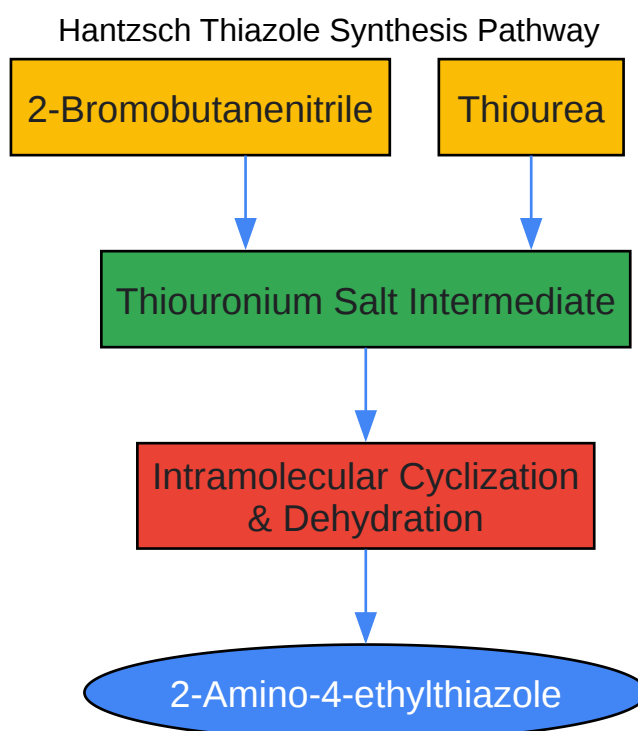 Hantzsch Thiazole Synthesis Pathway
2-Bromobutanenitrile
Thiourea
Thiouronium Salt Intermediate
Intramolecular Cyclization
& Dehydration
2-Amino-4-ethylthiazole